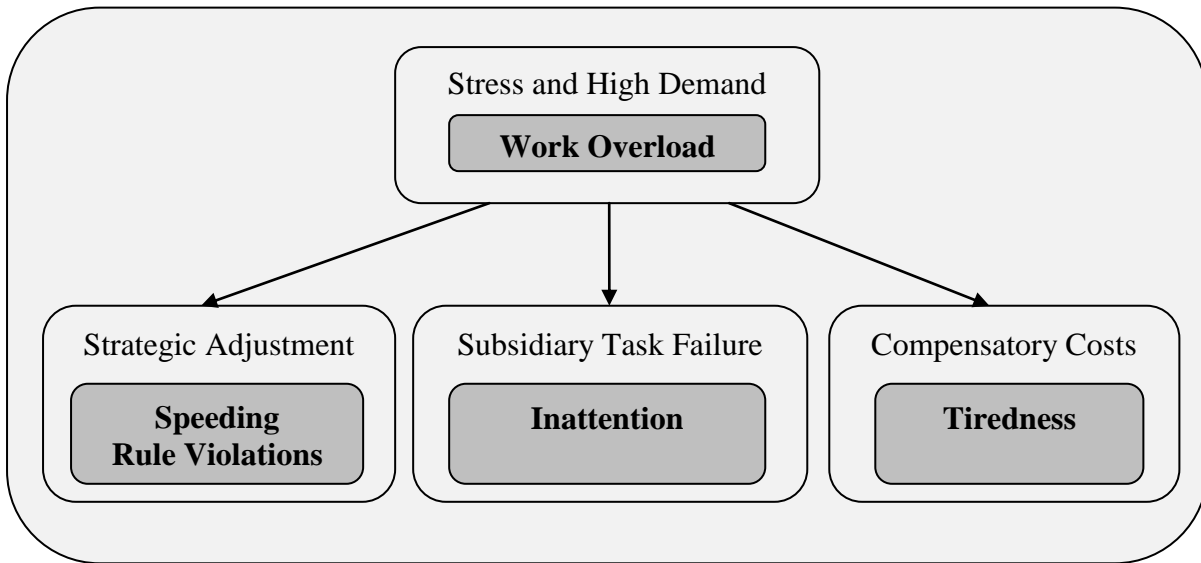 Stress and High Demand
Work Overload
Strategic Adjustment
Speeding
Rule Violations
Subsidiary Task Failure
Inattention
Compensatory Costs
Tiredness